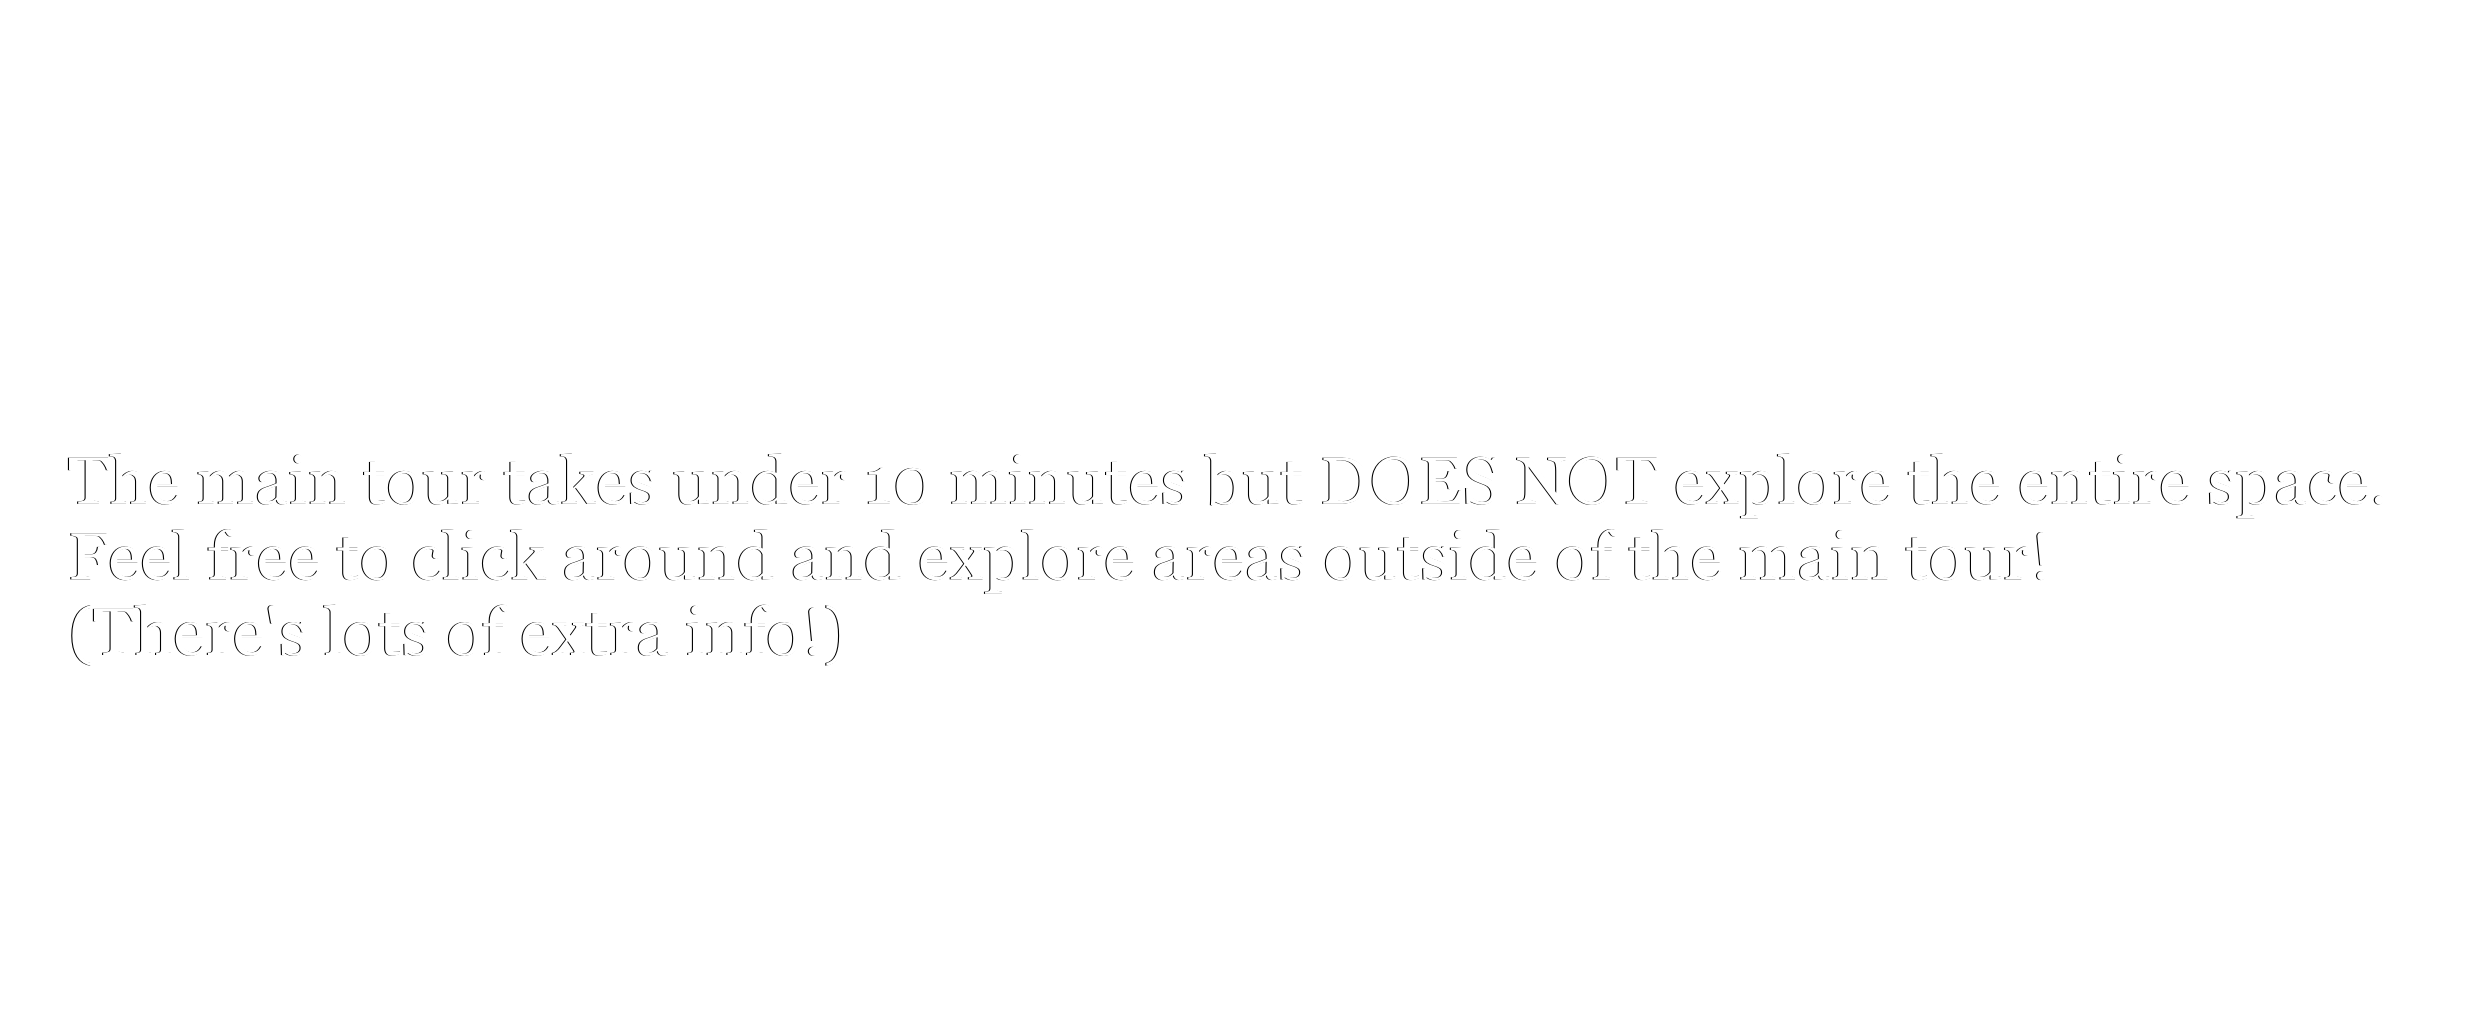 The main tour takes under 10 minutes but DOES NOT explore the entire space.
Feel free to click around and explore areas outside of the main tour!
(There's lots of extra info!)